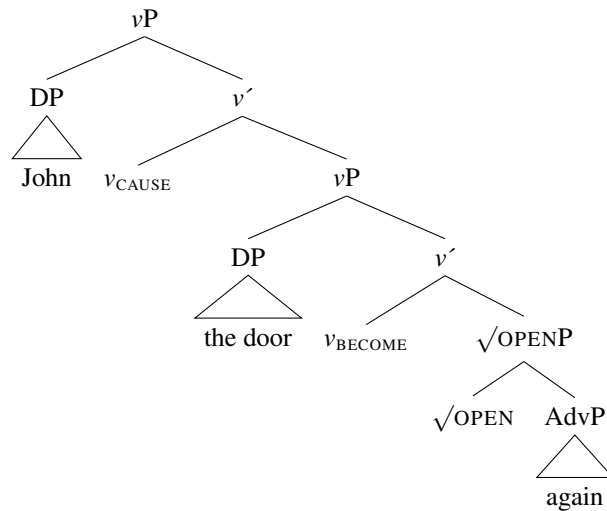 vP
DP v´
John vCAUSE vP
DP v´
the door vBECOME √OPENP
√OPEN AdvP
again